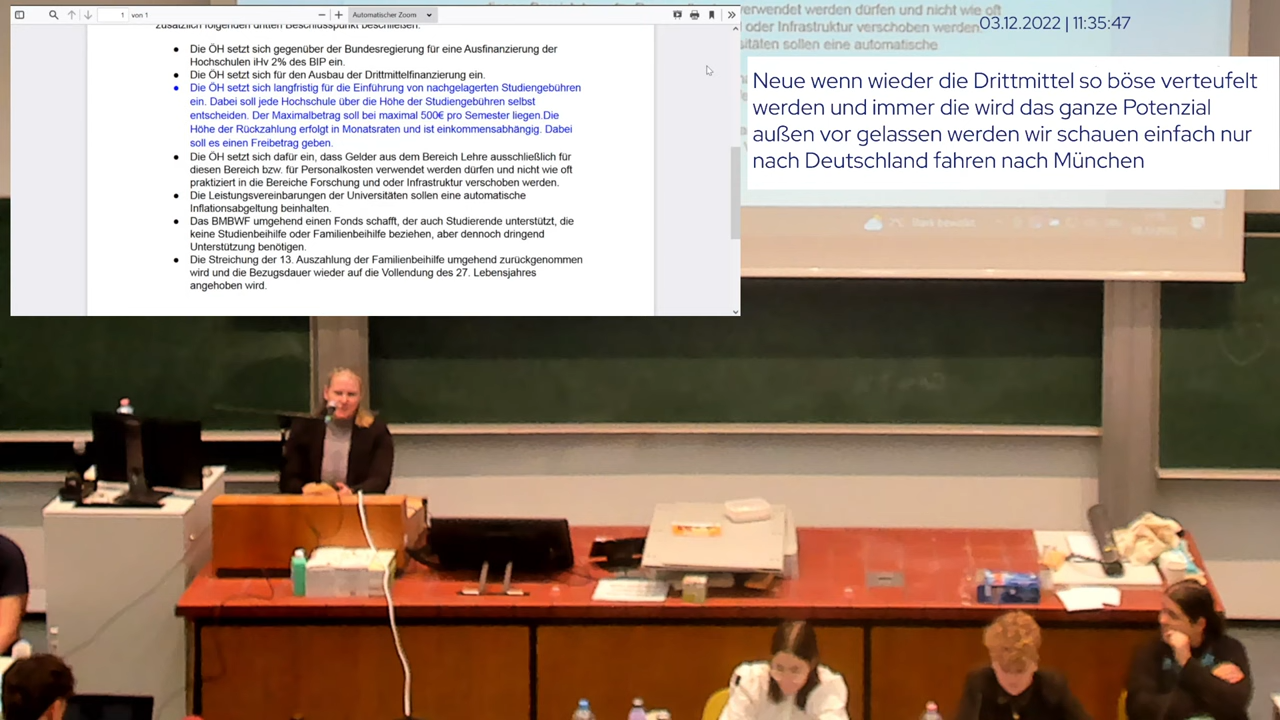 1 von 1
Automatischer Zoom
zusätzlich folgenden dritten Beschlusspunkt beschließen:
● Die ÖH setzt sich gegenüber der Bundesregierung für eine Ausfinanzierung der
Hochschulen iHv 2% des BIP ein.
● Die ÖH setzt sich für den Ausbau der Drittmittelfinanzierung ein.
● Die ÖH setzt sich langfristig für die Einführung von nachgelagerten Studiengebühren
ein. Dabei soll jede Hochschule über die Höhe der Studiengebühren selbst
entscheiden. Der Maximalbetrag soll bei maximal 500€ pro Semester liegen.Die
Höhe der Rückzahlung erfolgt in Monatsraten und ist einkommensabhängig. Dabei
soll es einen Freibetrag geben.
● Die ÖH setzt sich dafür ein, dass Gelder aus dem Bereich Lehre ausschließlich für
diesen Bereich bzw. für Personalkosten verwendet werden dürfen und nicht wie oft
praktiziert in die Bereiche Forschung und oder Infrastruktur verschoben werden.
● Die Leistungsvereinbarungen der Universitäten sollen eine automatische
Inflationsabgeltung beinhalten.
● Das BMBWF umgehend einen Fonds schafft, der auch Studierende unterstützt, die
keine Studienbeihilfe oder Familienbeihilfe beziehen, aber dennoch dringend
Unterstützung benötigen.
● Die Streichung der 13. Auszahlung der Familienbeihilfe umgehend zurückgenommen
wird und die Bezugsdauer wieder auf die Vollendung des 27. Lebensjahres
angehoben wird.
verwendet werden dürfen und nicht wie oft
oder Infrastruktur verschoben werden.
sitäten sollen eine automatische
03.12.2022 | 11:35:47
Neue wenn wieder die Drittmittel so böse verteufelt
werden und immer die wird das ganze Potenzial
außen vor gelassen werden wir schauen einfach nur
nach Deutschland fahren nach München